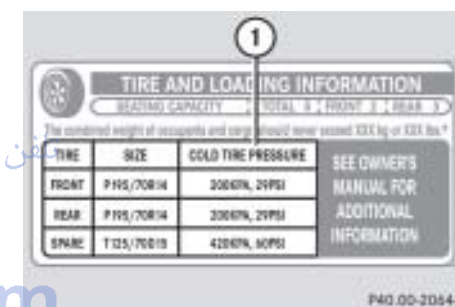 1
TIRE AND LOADING INFORMATION
SEATING CAPACITY TOTAL FRONT REAR
The combined weight of occupants and cargo should never exceed XXX kg or XXX lbs.*
TIRE SIZE COLD TIRE PRESSURE
SEE OWNER'S
MANUAL FOR
ADDITIONAL
INFORMATION
FRONT P195/70R14 200KPA, 29PSI
REAR P195/70R14 200KPA, 29PSI
SPARE 420KPA, 60PSI
P40.00-2064